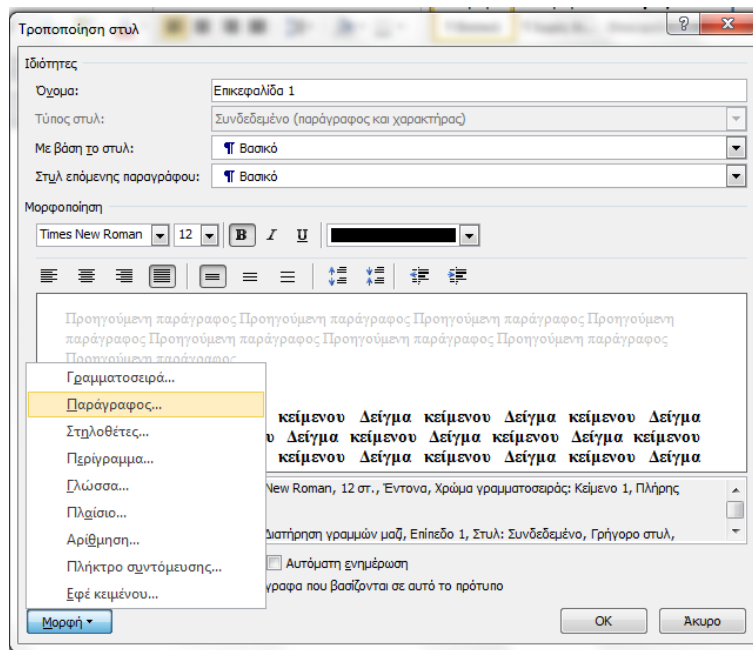 Τροποποίηση στυλ
Ιδιότητες
Όνομα: Επικεφαλίδα 1
Τύπος στυλ: Συνδεδεμένο (παράγραφος και χαρακτήρας)
Με βάση το στυλ: ¶ Βασικό
Στυλ επόμενης παραγράφου: ¶ Βασικό
Μορφοποίηση
Times New Roman 12 B I U
Προηγούμενη παράγραφος Προηγούμενη παράγραφος Προηγούμενη παράγραφος Προηγούμενη
παράγραφος Προηγούμενη παράγραφος Προηγούμενη παράγραφος Προηγούμενη παράγραφος
Προηγούμενη παράγραφος
κείμενου Δείγμα κείμενου Δείγμα κείμενου Δείγμα
υ Δείγμα κείμενου Δείγμα κείμενου Δείγμα κείμενου
κείμενου Δείγμα κείμενου Δείγμα κείμενου Δείγμα
New Roman, 12 στ., Έντονα, Χρώμα γραμματοσειράς: Κείμενο 1, Πλήρης
Διατήρηση γραμμών μαζί, Επίπεδο 1, Στυλ: Συνδεδεμένο, Γρήγορο στυλ,
Αυτόματη ενημέρωση
γραφα που βασίζονται σε αυτό το πρότυπο
Γραμματοσειρά...
Παράγραφος...
Στηλοθέτες...
Περίγραμμα...
Γλώσσα...
Πλαίσιο...
Αρίθμηση...
Πλήκτρο συντόμευσης...
Εφέ κειμένου...
Μορφή OK Άκυρο